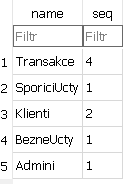 name seq
Filtr Filtr
1 Transakce 4
2 SporiciUcty 1
3 Klienti 2
4 BezneUcty 1
5 Admini 1